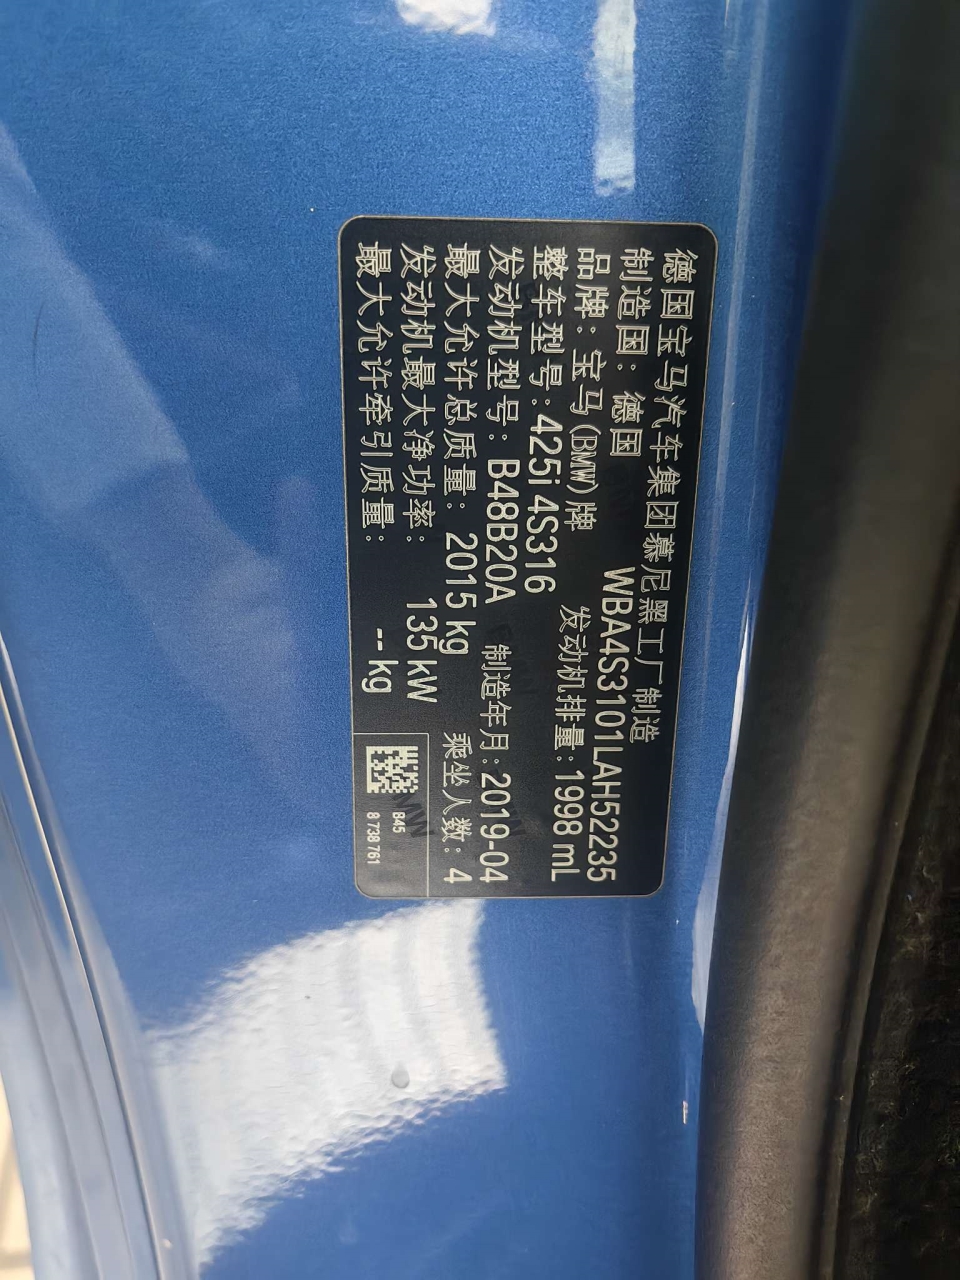 德国宝马汽车集团慕尼黑工厂制造
制造国：德国 WBA4S3101LAH52235
品牌：宝马(BMW)牌 发动机排量：1998 mL
整车型号：425i 4S316
发动机型号：B48B20A 制造年月：2019-04
最大允许总质量：2015 kg 乘坐人数：4
发动机最大净功率：135 kW
最大允许牵引质量：-- kg
B45
8 738 761